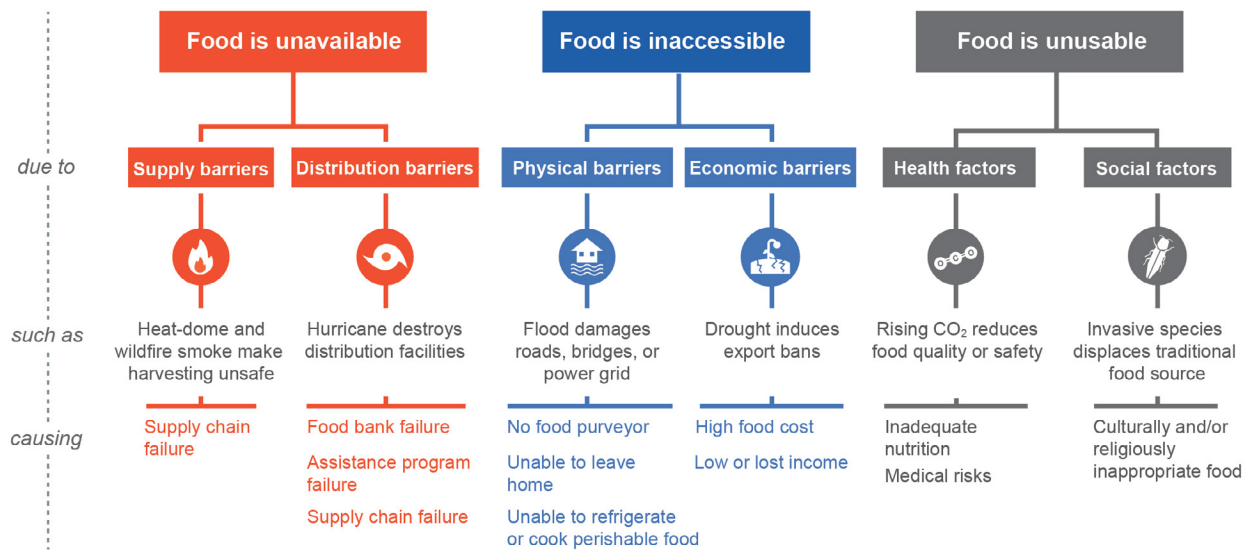 Food is unavailable
Food is inaccessible
Food is unusable
due to
Supply barriers
Distribution barriers
Physical barriers
Economic barriers
Health factors
Social factors
O C O
such as
Heat-dome and
wildfire smoke make
harvesting unsafe
Hurricane destroys
distribution facilities
Flood damages
roads, bridges, or
power grid
Drought induces
export bans
Rising CO₂ reduces
food quality or safety
Invasive species
displaces traditional
food source
causing
Supply chain
failure
Food bank failure
Assistance program
failure
Supply chain failure
No food purveyor
Unable to leave
home
Unable to refrigerate
or cook perishable food
High food cost
Low or lost income
Inadequate
nutrition
Medical risks
Culturally and/or
religiously
inappropriate food